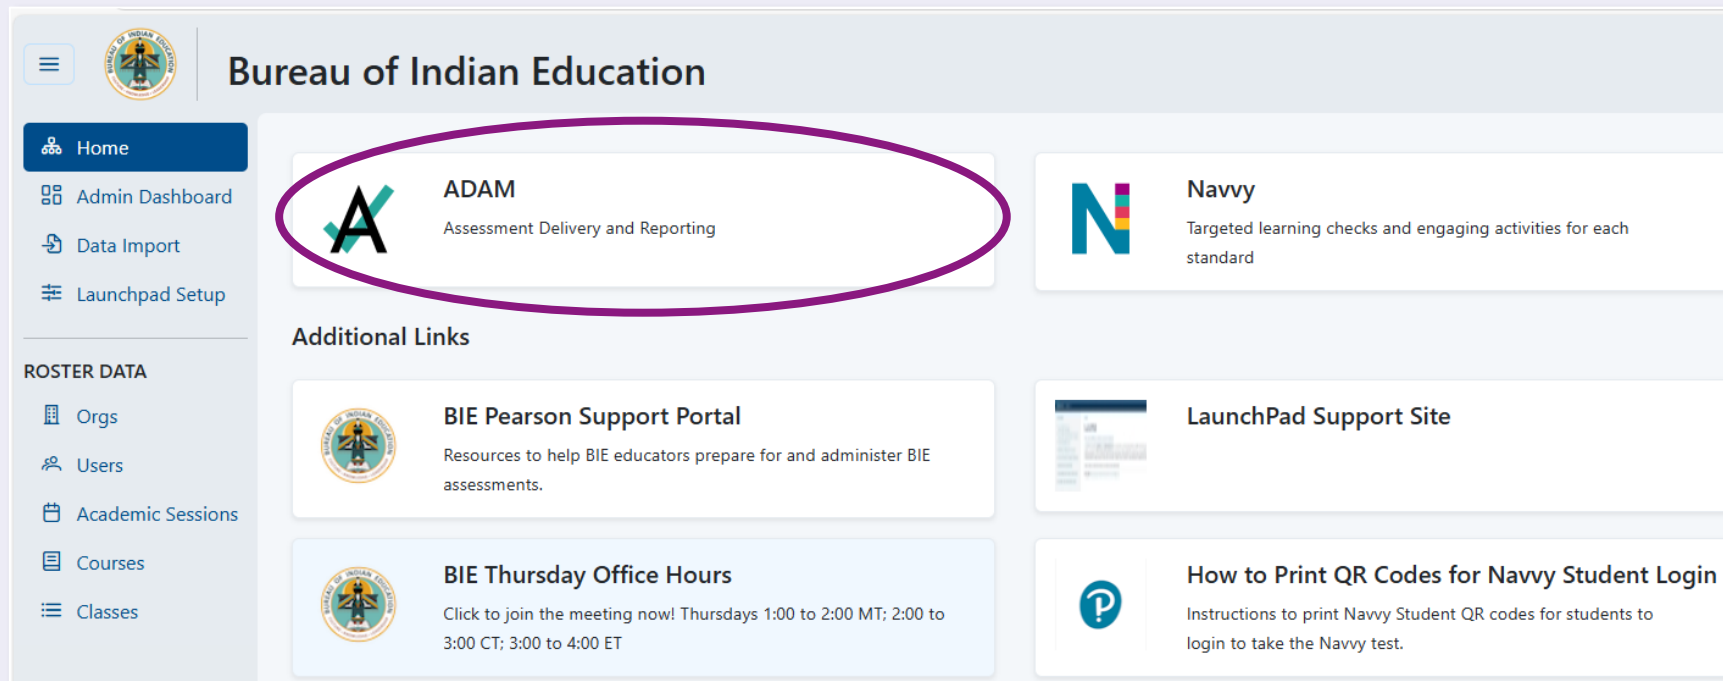 Bureau of Indian Education
Home
Admin Dashboard
Data Import
Launchpad Setup
ROSTER DATA
Orgs
Users
Academic Sessions
Courses
Classes
ADAM
Assessment Delivery and Reporting
Navvy
Targeted learning checks and engaging activities for each
standard
Additional Links
BIE Pearson Support Portal
Resources to help BIE educators prepare for and administer BIE
assessments.
LaunchPad Support Site
BIE Thursday Office Hours
Click to join the meeting now! Thursdays 1:00 to 2:00 MT; 2:00 to
3:00 CT; 3:00 to 4:00 ET
How to Print QR Codes for Navvy Student Login
Instructions to print Navvy Student QR codes for students to
login to take the Navvy test.